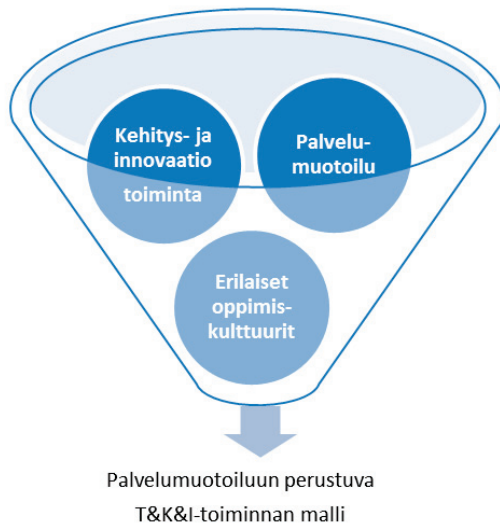 Kehitys- ja
innovaatio
toiminta
Palvelu-
muotoilu
Erilaiset
oppimis-
kulttuurit
Palvelumuotoiluun perustuva
T&K&I-toiminnan malli